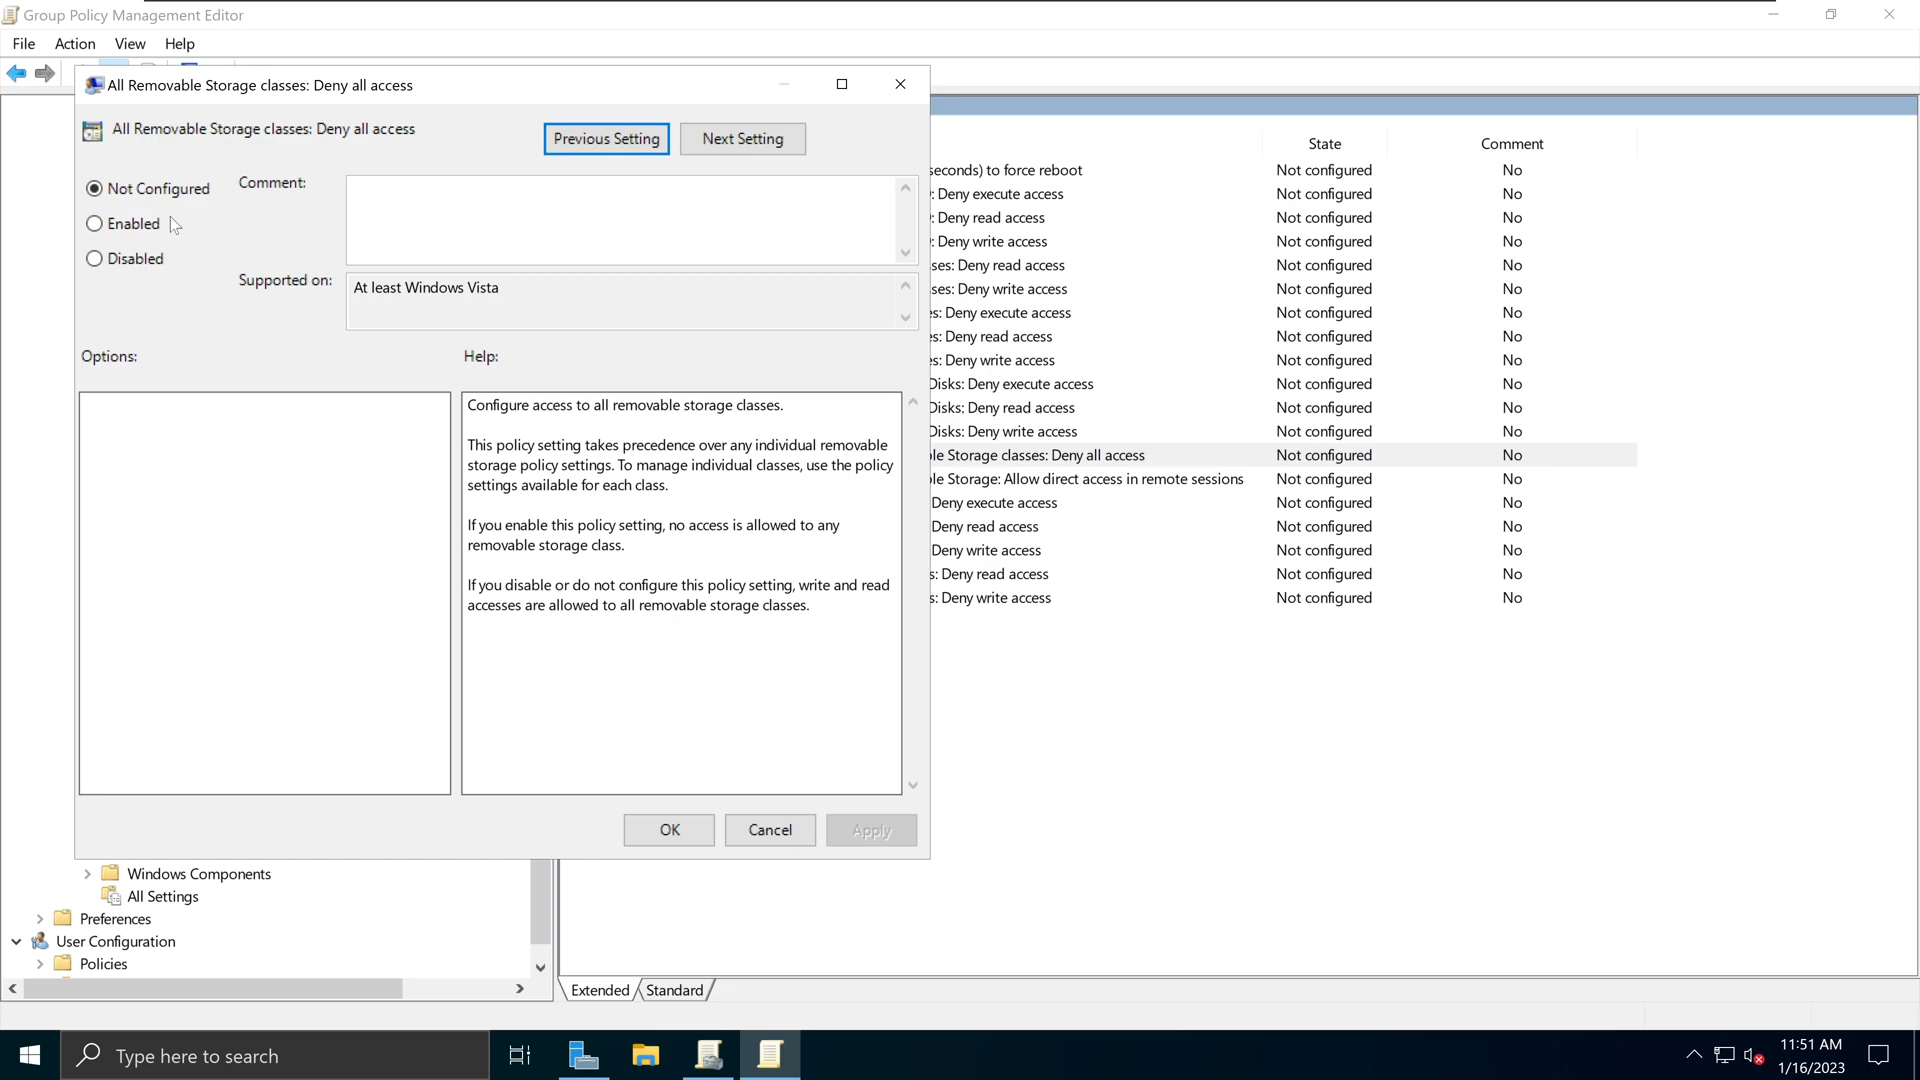 Group Policy Management Editor
File Action View Help
All Removable Storage classes: Deny all access
All Removable Storage classes: Deny all access
Previous Setting Next Setting
Not Configured
Enabled
Disabled
Comment:
Supported on:
At least Windows Vista
Options:
Help:
Configure access to all removable storage classes.
This policy setting takes precedence over any individual removable
storage policy settings. To manage individual classes, use the policy
settings available for each class.
If you enable this policy setting, no access is allowed to any
removable storage class.
If you disable or do not configure this policy setting, write and read
accesses are allowed to all removable storage classes.
OK Cancel Apply
State Comment
seconds) to force reboot Not configured No
: Deny execute access Not configured No
: Deny read access Not configured No
: Deny write access Not configured No
ses: Deny read access Not configured No
ses: Deny write access Not configured No
es: Deny execute access Not configured No
es: Deny read access Not configured No
es: Deny write access Not configured No
Disks: Deny execute access Not configured No
Disks: Deny read access Not configured No
Disks: Deny write access Not configured No
le Storage classes: Deny all access Not configured No
le Storage: Allow direct access in remote sessions Not configured No
Deny execute access Not configured No
Deny read access Not configured No
Deny write access Not configured No
s: Deny read access Not configured No
s: Deny write access Not configured No
Windows Components
All Settings
Preferences
User Configuration
Policies
Extended Standard
Type here to search
11:51 AM
1/16/2023